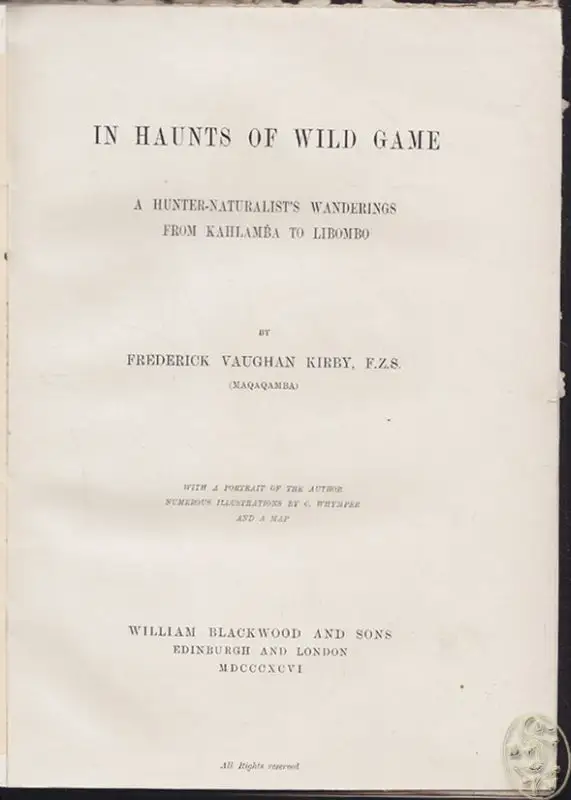 IN HAUNTS OF WILD GAME
A HUNTER-NATURALIST'S WANDERINGS
FROM KAHLAMBA TO LIBOMBO
BY
FREDERICK VAUGHAN KIRBY, F.Z.S.
(MAQAQAMBA)
WITH A PORTRAIT OF THE AUTHOR
NUMEROUS ILLUSTRATIONS BY C. WHYMPER
AND A MAP
WILLIAM BLACKWOOD AND SONS
EDINBURGH AND LONDON
MDCCCXCVI
All Rights reserved